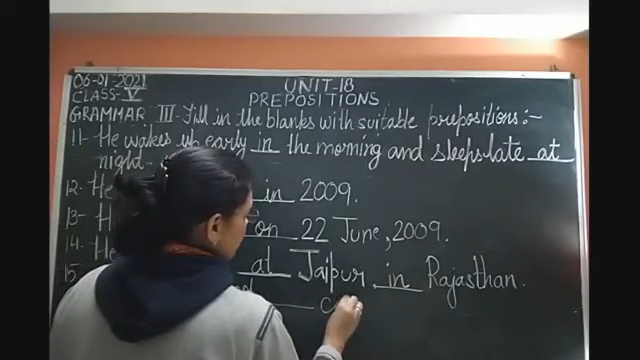 06-01-2021 UNIT-18
CLASS-V PREPOSITIONS
GRAMMAR III- Fill in the blanks with suitable prepositions:-
11- He wakes up early in the morning and sleeps late at
night.
12. He in 2009.
13. H on 22 June, 2009.
14. He at Jaipur in Rajasthan.
15.